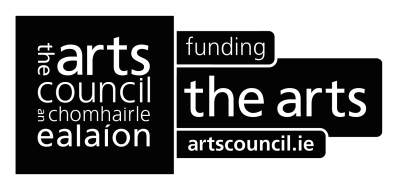 the arts
council
an chomhairle
ealaíon
funding
the arts
artscouncil.ie